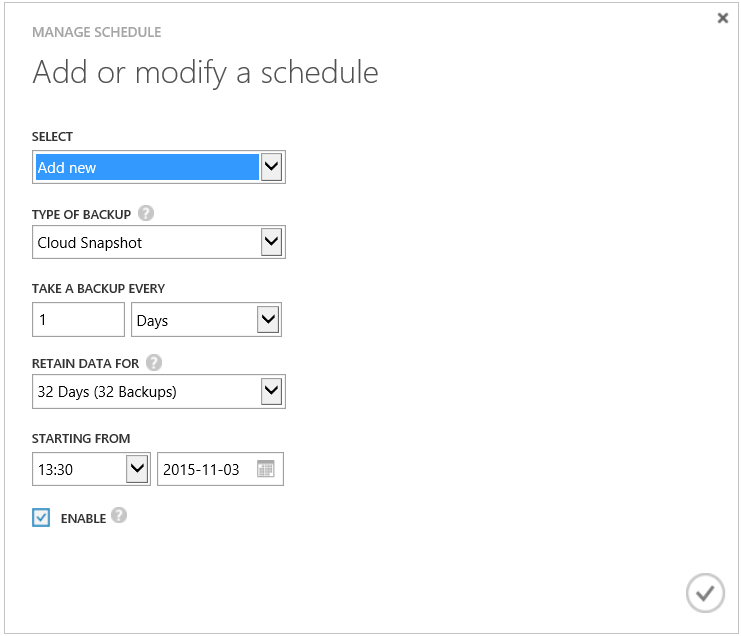 MANAGE SCHEDULE
Add or modify a schedule
SELECT
Add new
TYPE OF BACKUP ?
Cloud Snapshot
TAKE A BACKUP EVERY
1 Days
RETAIN DATA FOR ?
32 Days (32 Backups)
STARTING FROM
13:30 2015-11-03
ENABLE ?